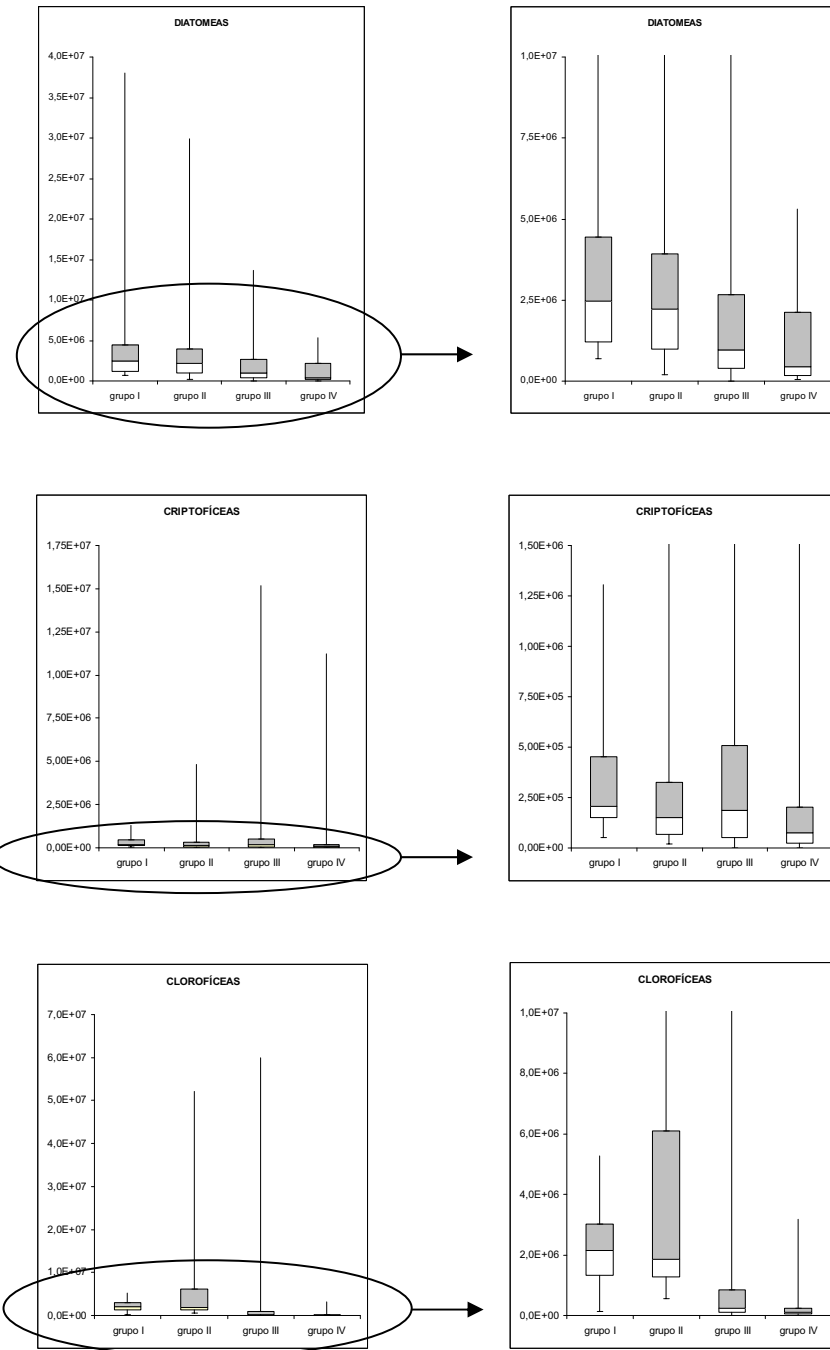 DIATOMEAS
4,0E+07
3,5E+07
3,0E+07
2,5E+07
2,0E+07
1,5E+07
1,0E+07
5,0E+06
0,0E+00
grupo I grupo II grupo III grupo IV
DIATOMEAS
1,0E+07
7,5E+06
5,0E+06
2,5E+06
0,0E+00
grupo I grupo II grupo III grupo IV
CRIPTOFÍCEAS
1,75E+07
1,50E+07
1,25E+07
1,00E+07
7,50E+06
5,00E+06
2,50E+06
0,00E+00
grupo I grupo II grupo III grupo IV
CRIPTOFÍCEAS
1,50E+06
1,25E+06
1,00E+06
7,50E+05
5,00E+05
2,50E+05
0,00E+00
grupo I grupo II grupo III grupo IV
CLOROFÍCEAS
7,0E+07
6,0E+07
5,0E+07
4,0E+07
3,0E+07
2,0E+07
1,0E+07
0,0E+00
grupo I grupo II grupo III grupo IV
CLOROFÍCEAS
1,0E+07
8,0E+06
6,0E+06
4,0E+06
2,0E+06
0,0E+00
grupo I grupo II grupo III grupo IV